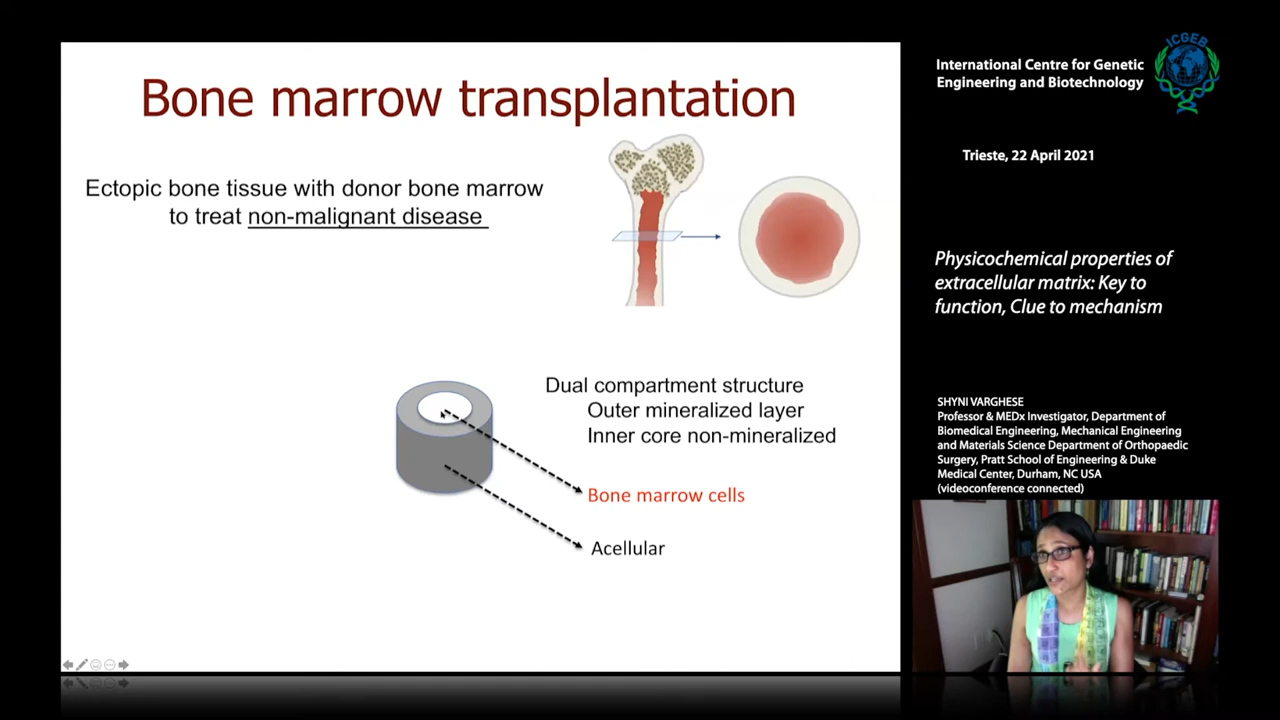 Bone marrow transplantation
Ectopic bone tissue with donor bone marrow
to treat non-malignant disease
Dual compartment structure
Outer mineralized layer
Inner core non-mineralized
Bone marrow cells
Acellular
International Centre for Genetic
Engineering and Biotechnology
ICGEB
Trieste, 22 April 2021
Physicochemical properties of
extracellular matrix: Key to
function, Clue to mechanism
SHYNI VARGHESE
Professor & MEDx Investigator, Department of
Biomedical Engineering, Mechanical Engineering
and Materials Science Department of Orthopaedic
Surgery, Pratt School of Engineering & Duke
Medical Center, Durham, NC USA
(videoconference connected)